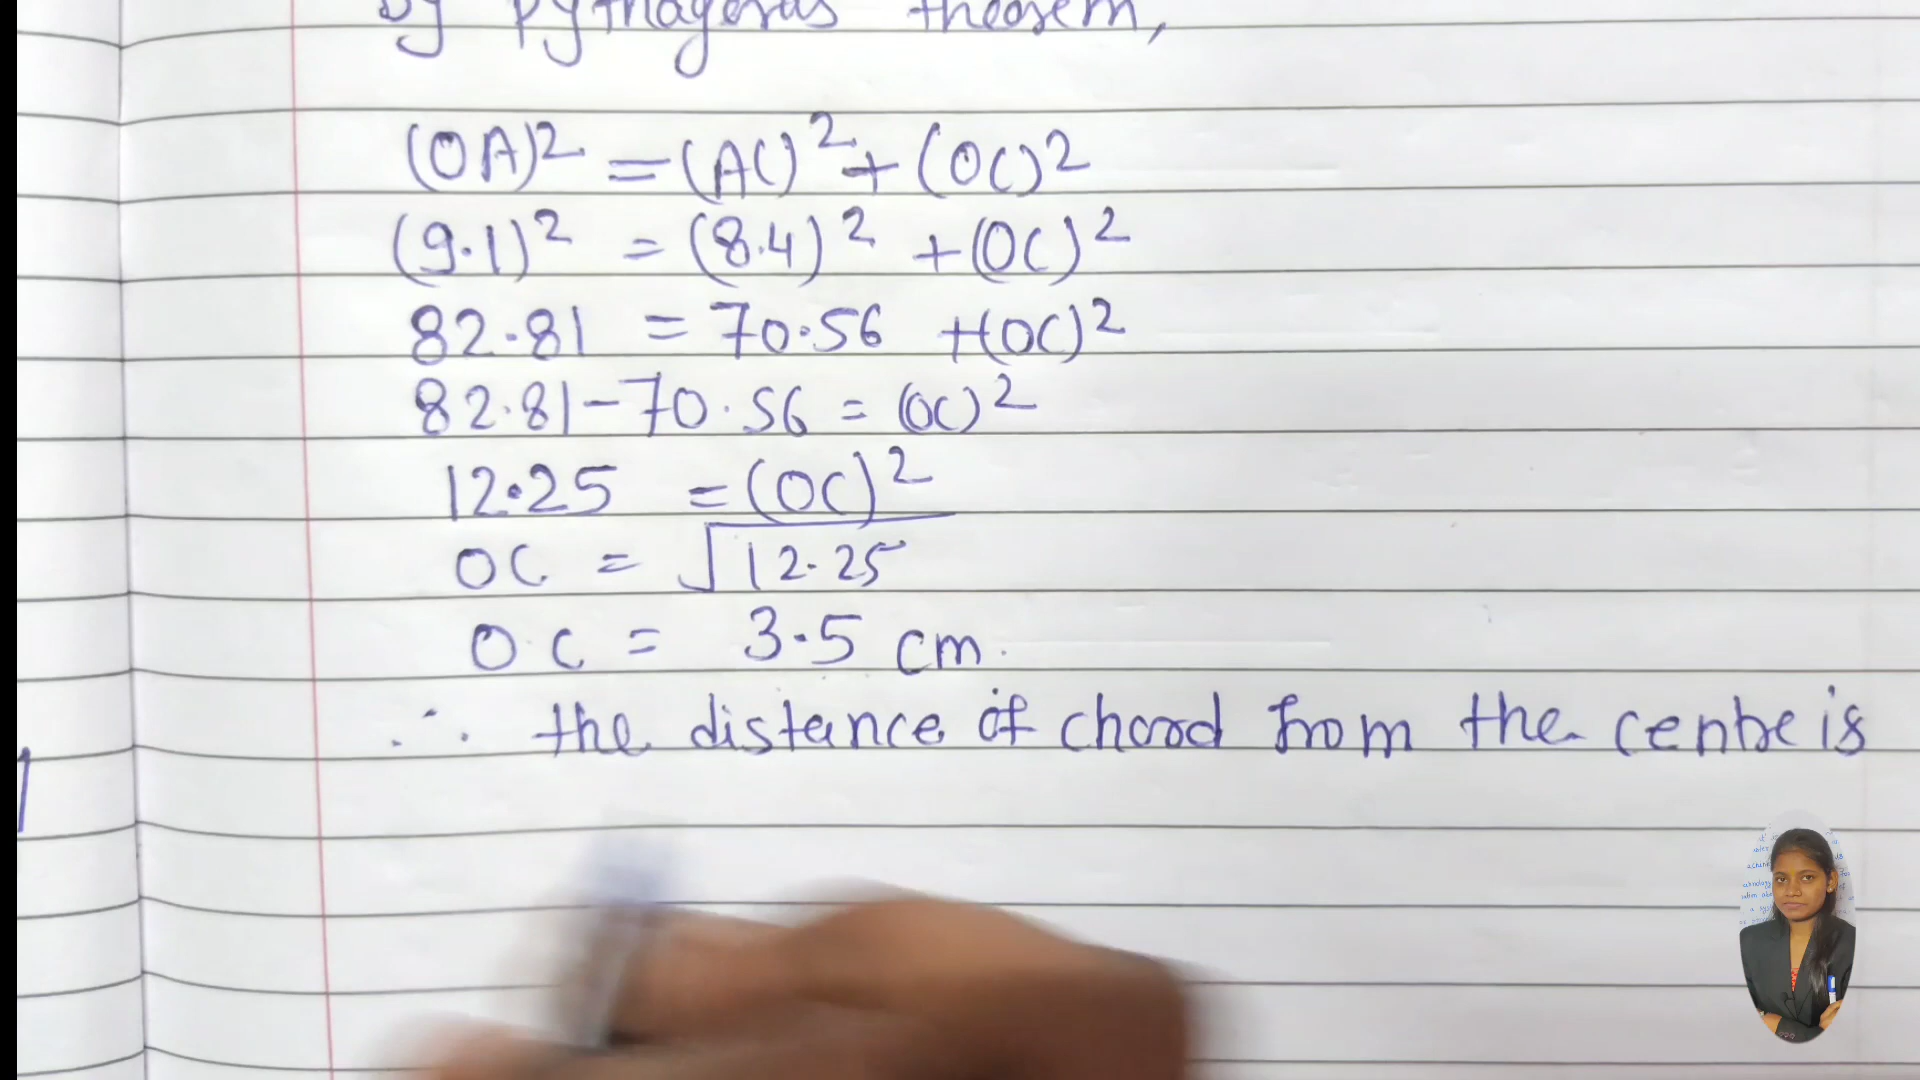 by Pythagoras theorem,
(OA)² = (AC)² + (OC)²
(9.1)² = (8.4)² + (OC)²
82.81 = 70.56 + (OC)²
82.81 - 70.56 = (OC)²
12.25 = (OC)²
OC = √12.25
OC = 3.5 cm.
∴ the distance of chord from the centre is